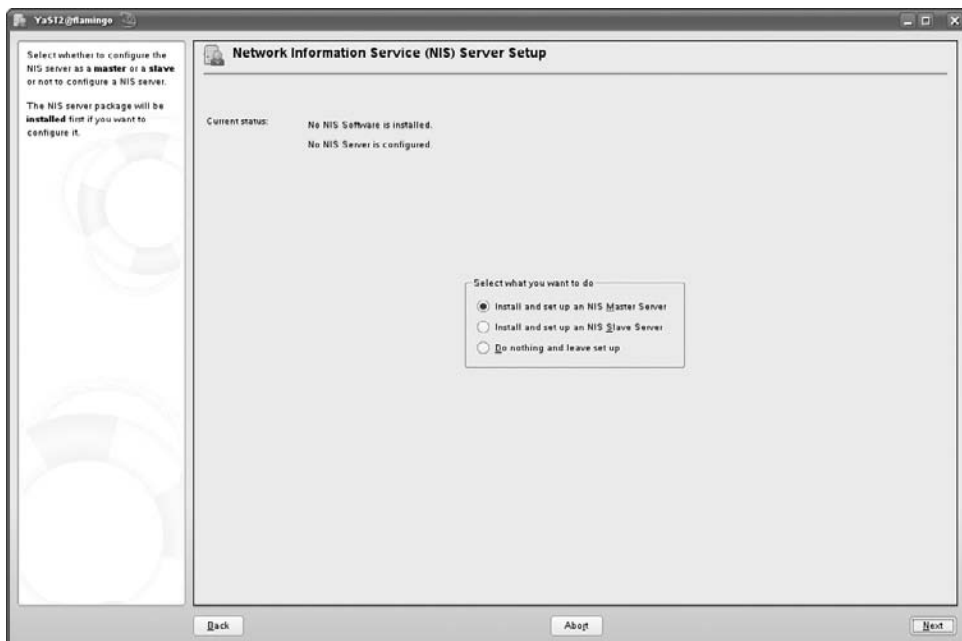 YaST2@flamingo
Select whether to configure the
NIS server as a master or a slave
or not to configure a NIS server.
The NIS server package will be
installed first if you want to
configure it.
Network Information Service (NIS) Server Setup
Current status:
No NIS Software is installed.
No NIS Server is configured.
Select what you want to do
Install and set up an NIS Master Server
Install and set up an NIS Slave Server
Do nothing and leave set up
Back
Abort
Next